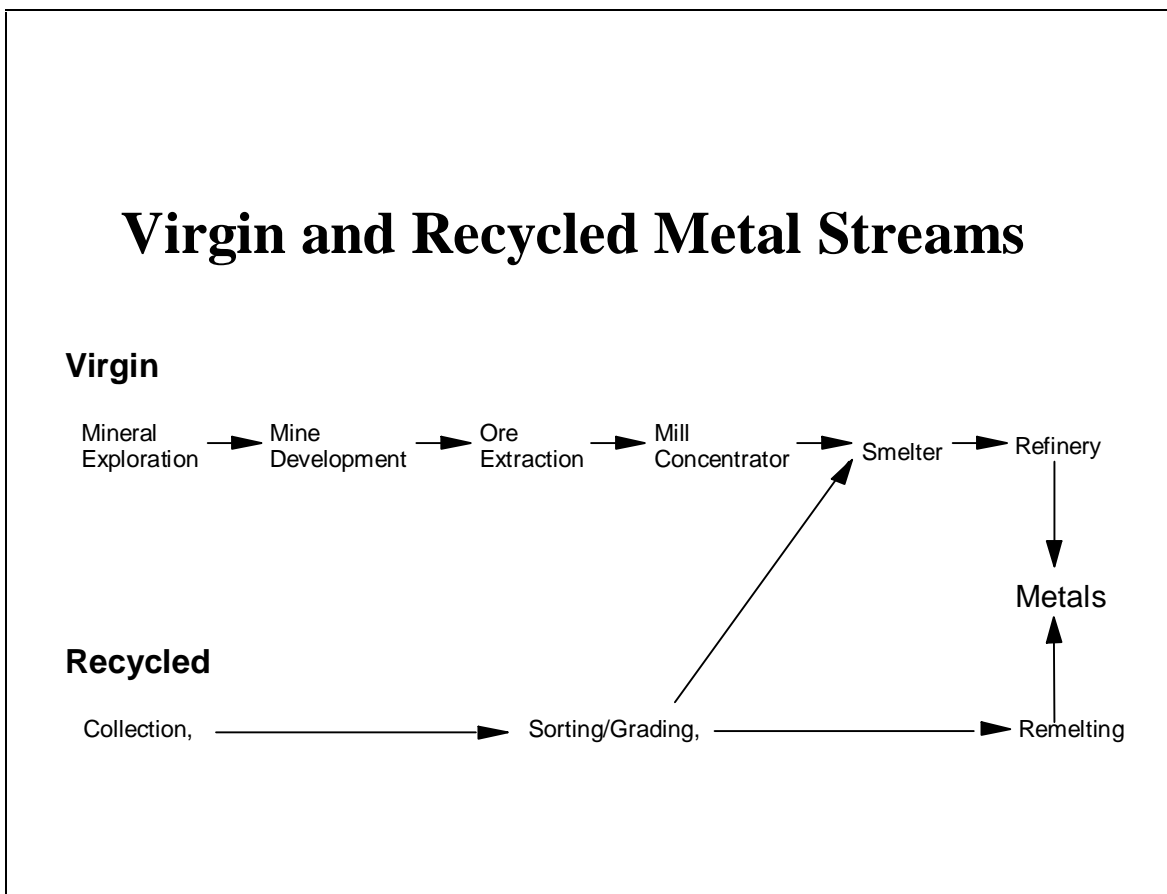 Virgin and Recycled Metal Streams
Virgin
Mineral
Exploration
Mine
Development
Ore
Extraction
Mill
Concentrator
Smelter
Refinery
Metals
Recycled
Collection,
Sorting/Grading,
Remelting